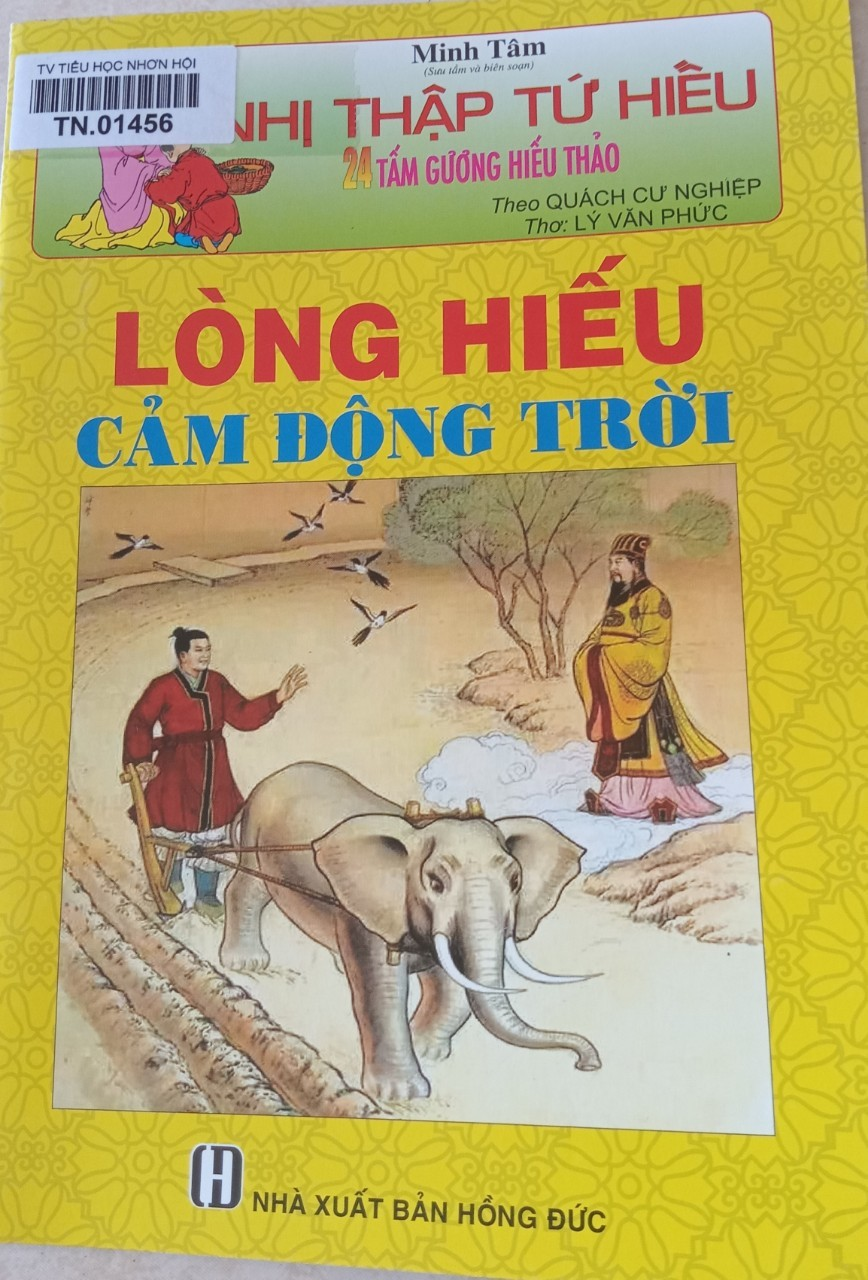 TV TIỂU HỌC NHƠN HỘI
TN.01456
Minh Tâm
(Sưu tầm và biên soạn)
NHỊ THẬP TỨ HIẾU
24 TẤM GƯƠNG HIẾU THẢO
Theo QUÁCH CƯ NGHIỆP
Thơ: LÝ VĂN PHỨC
LÒNG HIẾU
CẢM ĐỘNG TRỜI
NHÀ XUẤT BẢN HỒNG ĐỨC